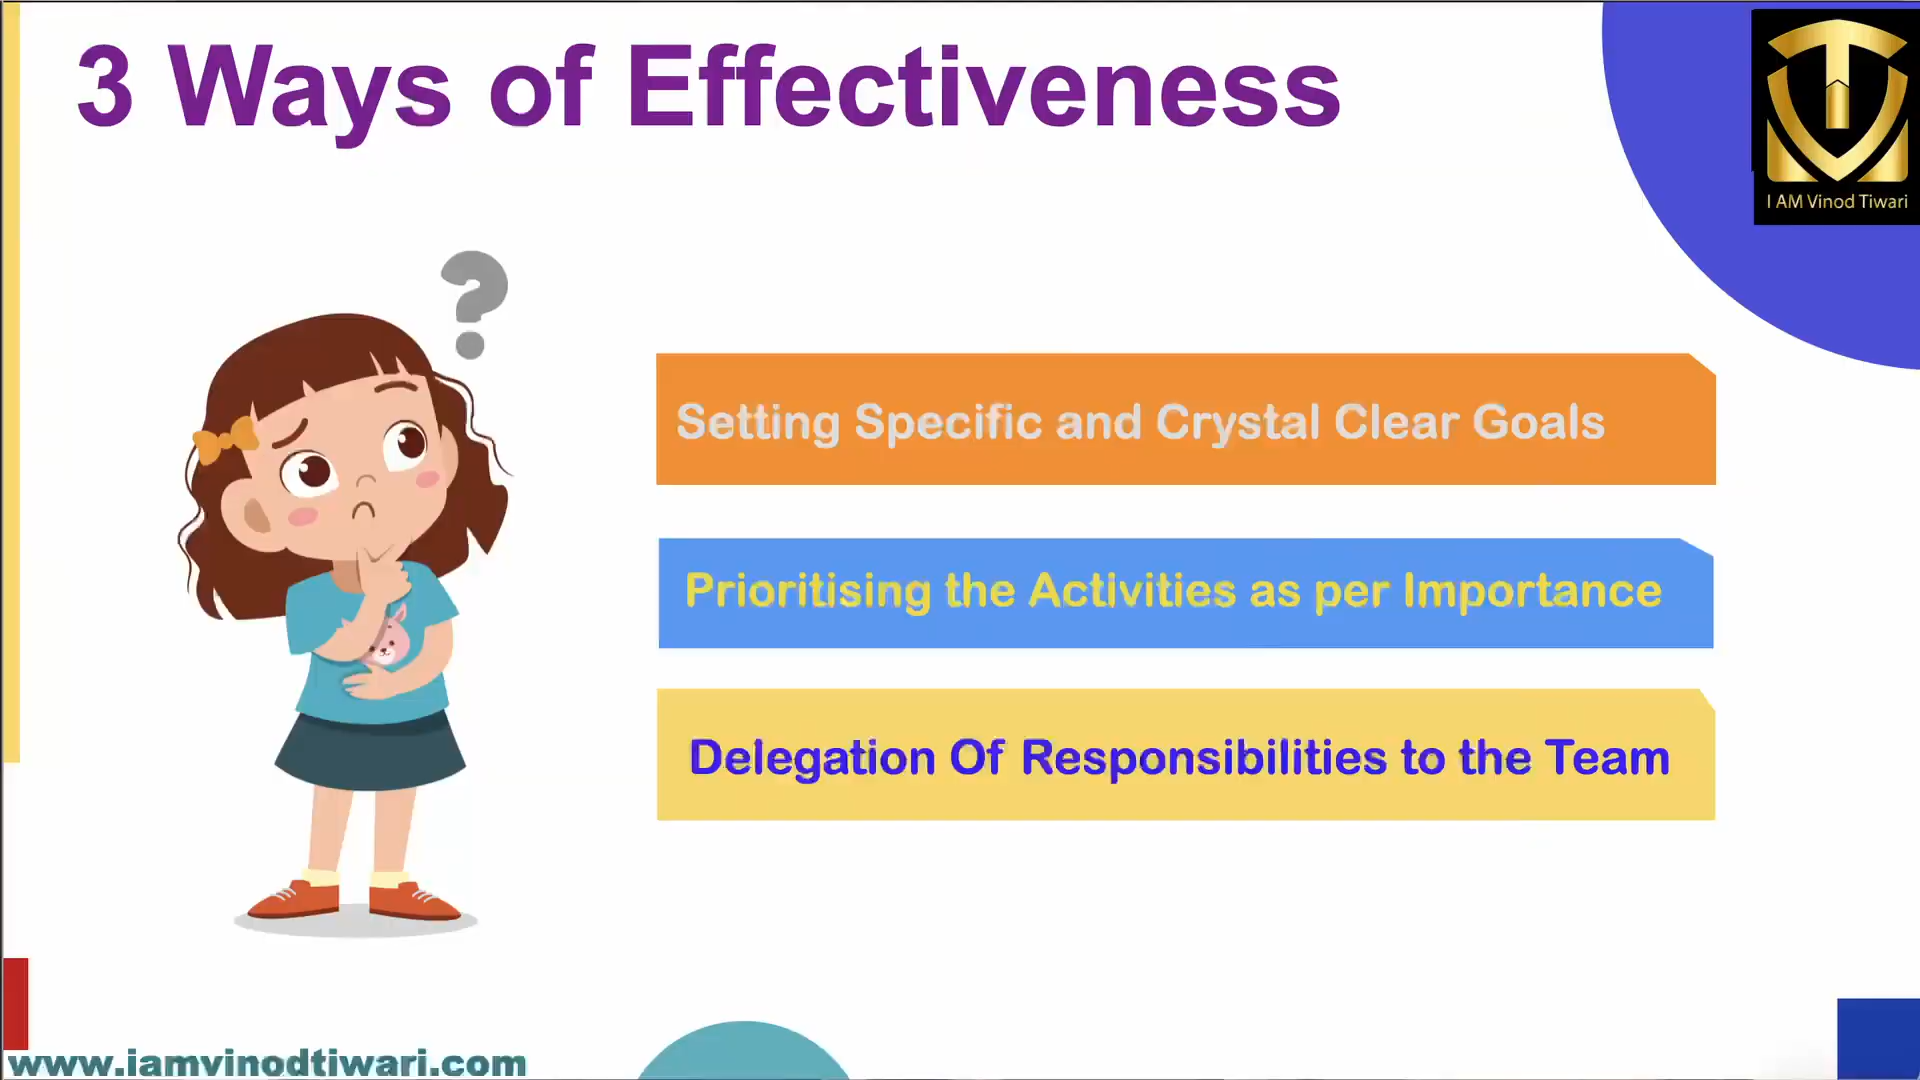 3 Ways of Effectiveness
I AM Vinod Tiwari
?
Setting Specific and Crystal Clear Goals
Prioritising the Activities as per Importance
Delegation Of Responsibilities to the Team
www.iamvinodtiwari.com